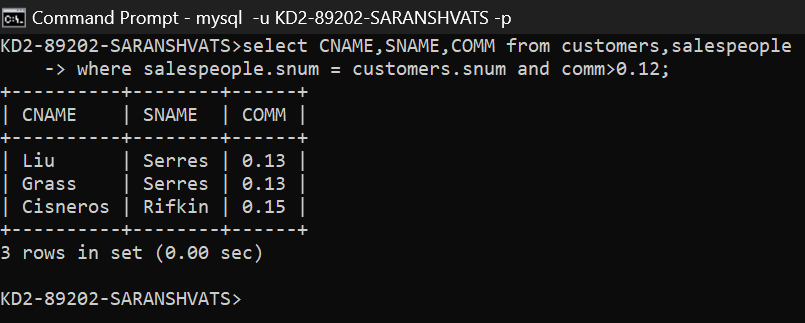 Command Prompt - mysql  -u KD2-89202-SARANSHVATS -p
KD2-89202-SARANSHVATS>select CNAME,SNAME,COMM from customers,salespeople
    -> where salespeople.snum = customers.snum and comm>0.12;
+----------+--------+------+
| CNAME    | SNAME  | COMM |
+----------+--------+------+
| Liu      | Serres | 0.13 |
| Grass    | Serres | 0.13 |
| Cisneros | Rifkin | 0.15 |
+----------+--------+------+
3 rows in set (0.00 sec)
KD2-89202-SARANSHVATS>